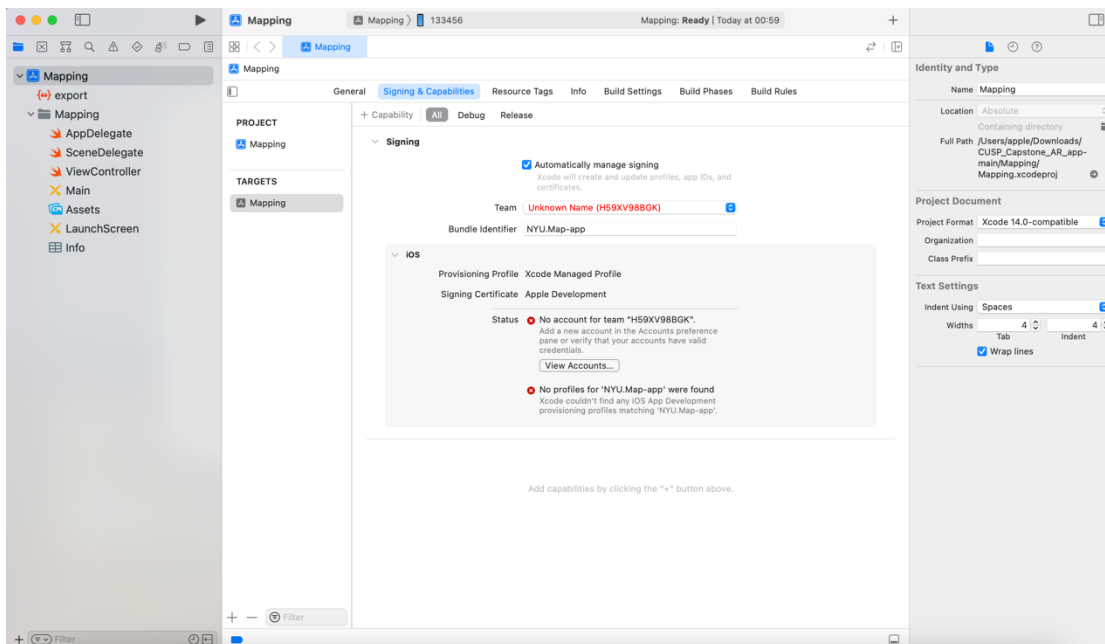 Mapping
Mapping 〉 133456
Mapping: Ready | Today at 00:59
Mapping
Mapping
Mapping
export
Mapping
AppDelegate
SceneDelegate
ViewController
Main
Assets
LaunchScreen
Info
General
Signing & Capabilities
Resource Tags
Info
Build Settings
Build Phases
Build Rules
PROJECT
Mapping
TARGETS
Mapping
+ Capability
All
Debug
Release
Signing
Automatically manage signing
Xcode will create and update profiles, app IDs, and
certificates.
Team Unknown Name (H59XV98BGK)
Bundle Identifier NYU.Map-app
iOS
Provisioning Profile Xcode Managed Profile
Signing Certificate Apple Development
Status No account for team "H59XV98BGK".
Add a new account in the Accounts preference
pane or verify that your accounts have valid
credentials.
View Accounts...
No profiles for 'NYU.Map-app' were found
Xcode couldn't find any iOS App Development
provisioning profiles matching 'NYU.Map-app'.
Add capabilities by clicking the "+" button above.
Filter
Filter
Identity and Type
Name Mapping
Location Absolute
Containing directory
Full Path /Users/apple/Downloads/
CUSP_Capstone_AR_app-
main/Mapping/
Mapping.xcodeproj
Project Document
Project Format Xcode 14.0-compatible
Organization
Class Prefix
Text Settings
Indent Using Spaces
Widths 4 4
Tab Indent
Wrap lines